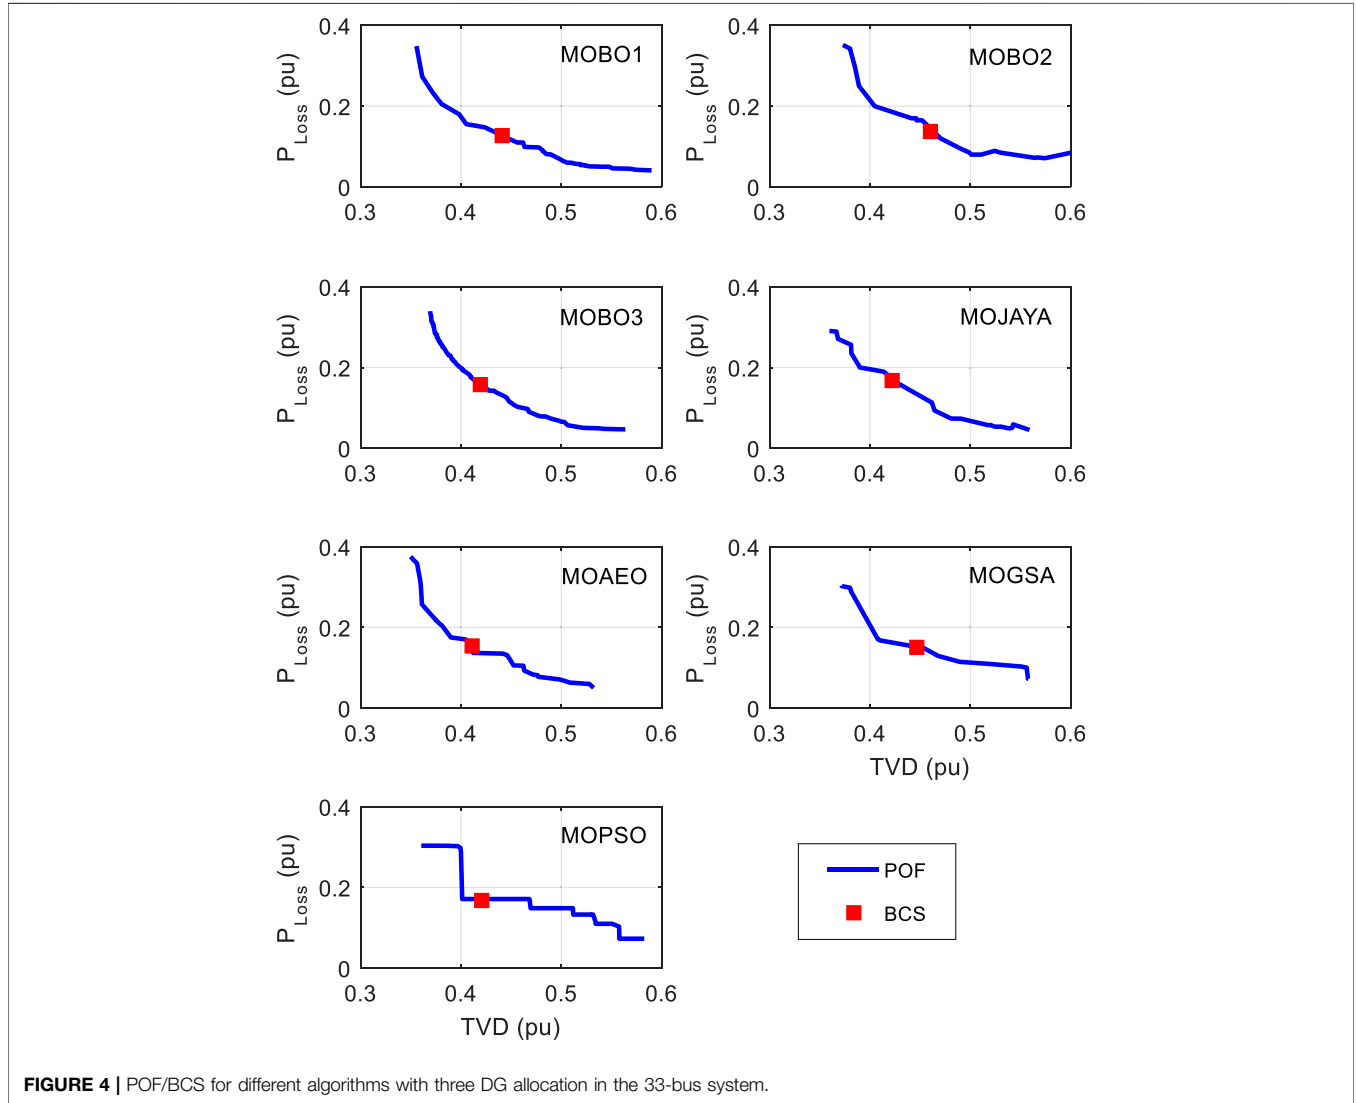 0.4
MOBO1
P_Loss (pu)
0.2
0
0.3 0.4 0.5 0.6
0.4
MOBO2
P_Loss (pu)
0.2
0
0.3 0.4 0.5 0.6
0.4
MOBO3
P_Loss (pu)
0.2
0
0.3 0.4 0.5 0.6
0.4
MOJAYA
P_Loss (pu)
0.2
0
0.3 0.4 0.5 0.6
0.4
MOAEO
P_Loss (pu)
0.2
0
0.3 0.4 0.5 0.6
0.4
MOGSA
P_Loss (pu)
0.2
0
0.3 0.4 0.5 0.6
TVD (pu)
0.4
MOPSO
P_Loss (pu)
0.2
0
0.3 0.4 0.5 0.6
TVD (pu)
POF
BCS
FIGURE 4 | POF/BCS for different algorithms with three DG allocation in the 33-bus system.